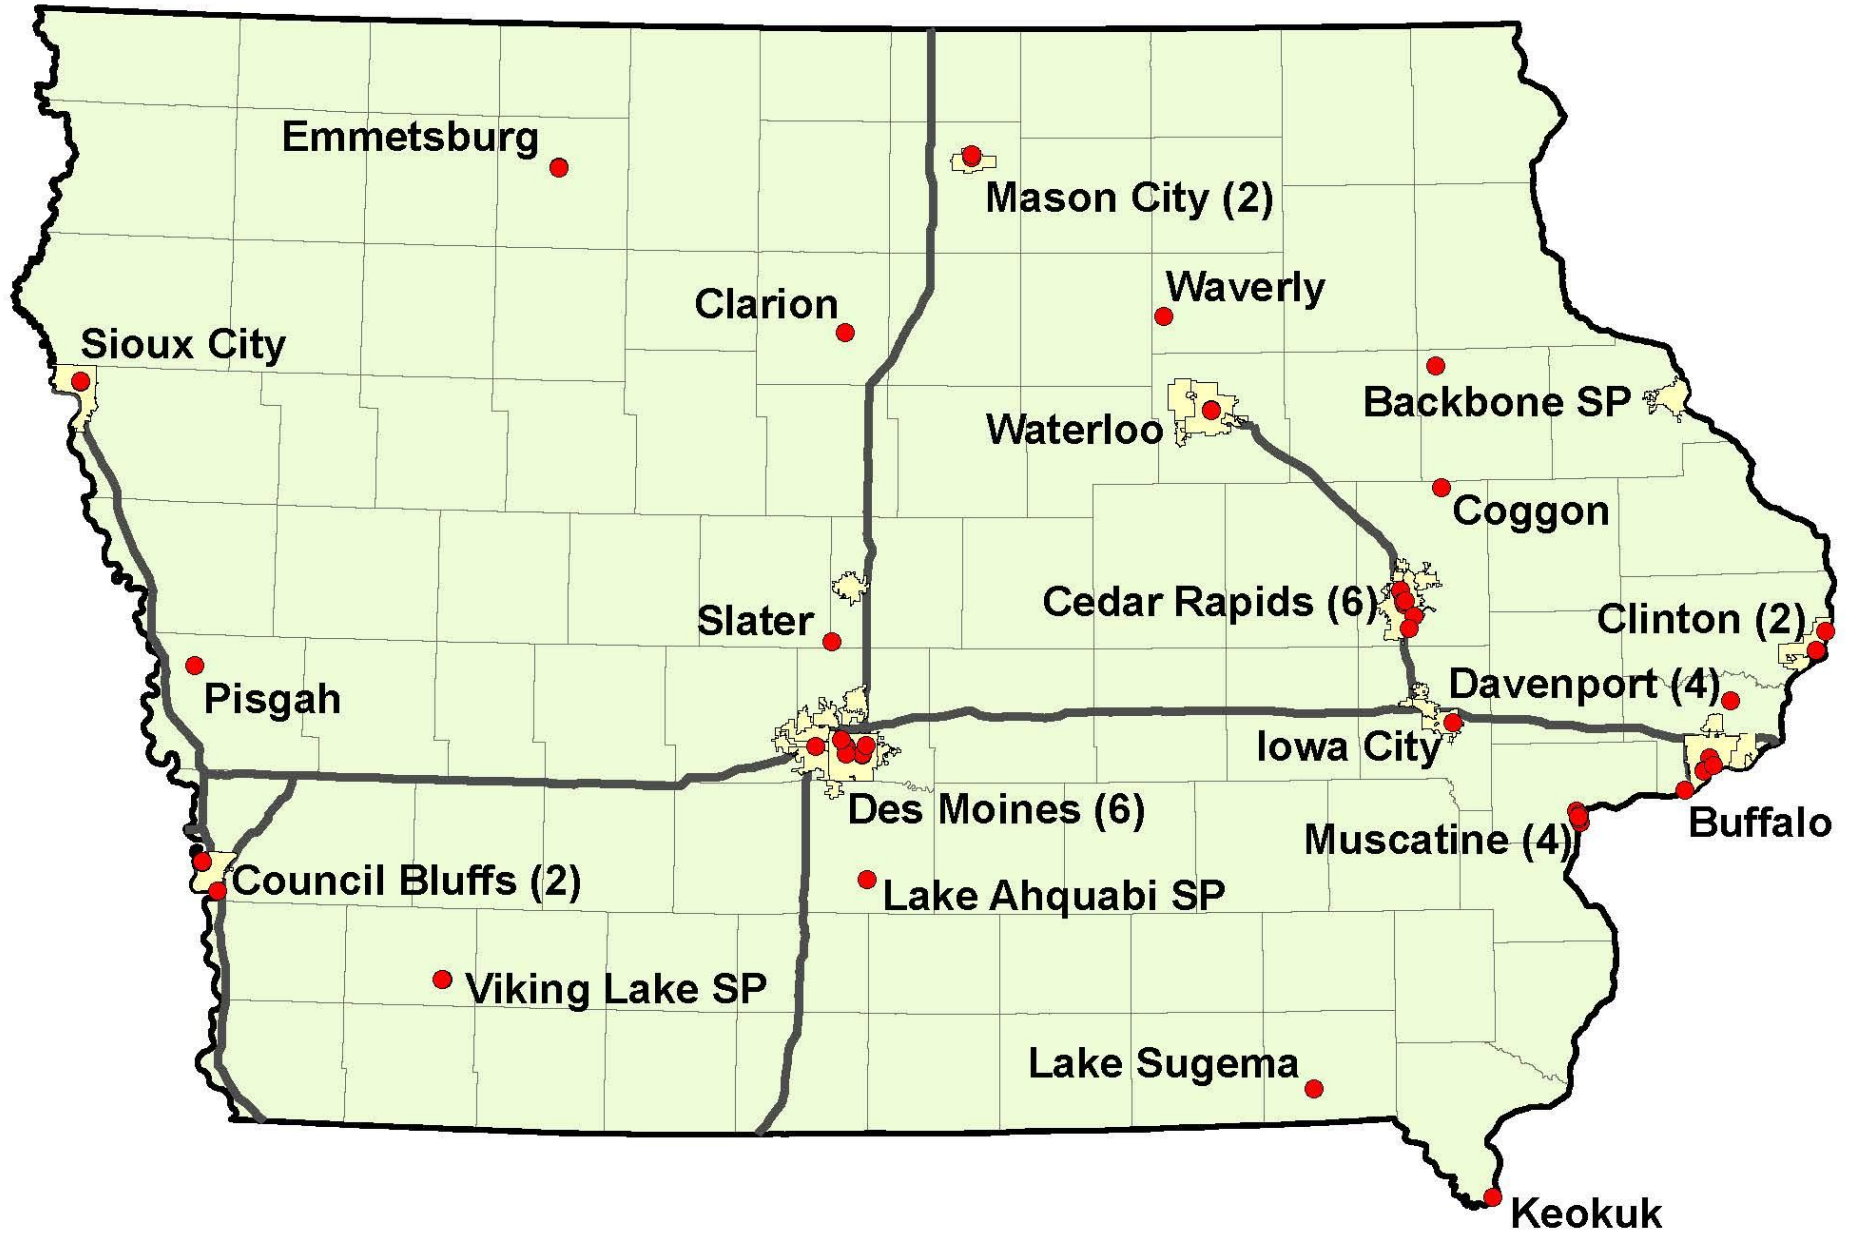 Emmetsburg
Mason City (2)
Waverly
Clarion
Sioux City
Backbone SP
Waterloo
Coggon
Cedar Rapids (6)
Slater
Clinton (2)
Pisgah
Davenport (4)
Iowa City
Des Moines (6)
Buffalo
Muscatine (4)
Council Bluffs (2)
Lake Ahquabi SP
Viking Lake SP
Lake Sugema
Keokuk